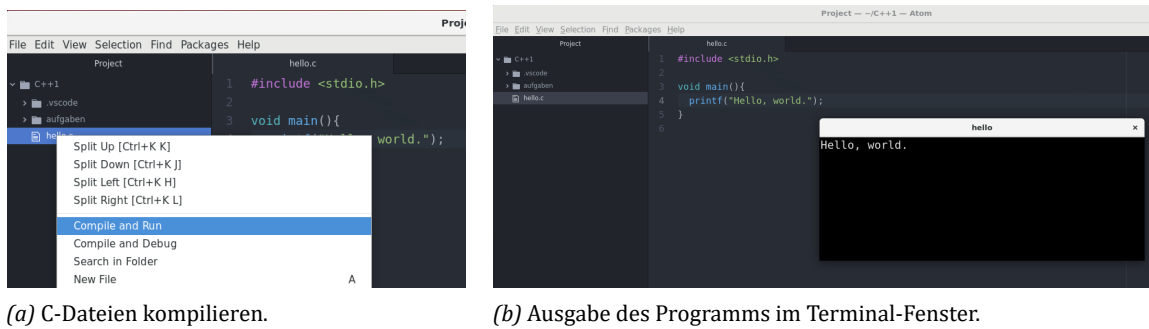 Proje
File Edit View Selection Find Packages Help
Project hello.c
C++1
.vscode
aufgaben
1 #include <stdio.h>
2
3 void main(){
world.");
Split Up [Ctrl+K K]
Split Down [Ctrl+K J]
Split Left [Ctrl+K H]
Split Right [Ctrl+K L]
Compile and Run
Compile and Debug
Search in Folder
New File A
(a) C-Dateien kompilieren.
Project — ~/C++1 — Atom
File Edit View Selection Find Packages Help
Project hello.c
C++1
.vscode
aufgaben
hello.c
1 #include <stdio.h>
2
3 void main(){
4 printf("Hello, world.");
5 }
6
hello ×
Hello, world.
(b) Ausgabe des Programms im Terminal-Fenster.